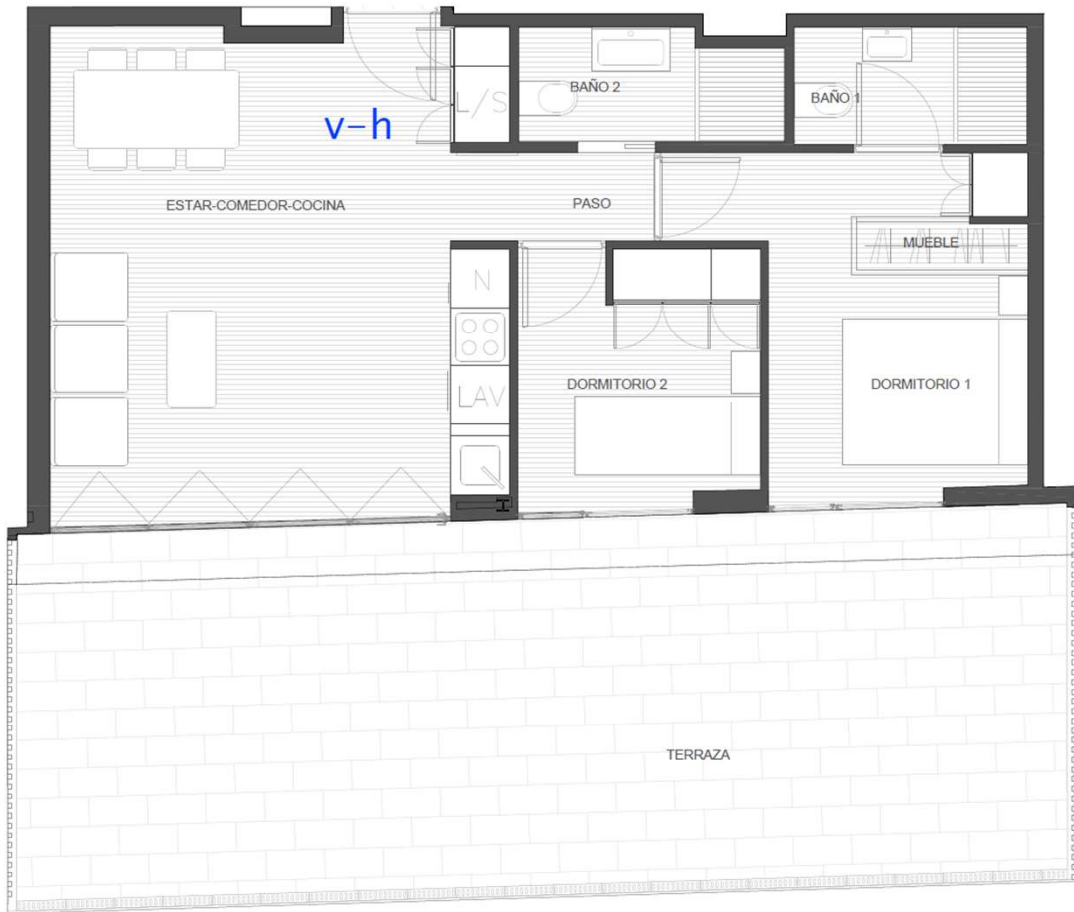 BAÑO 2
BAÑO 1
L/S
v-h
ESTAR-COMEDOR-COCINA
PASO
MUEBLE
N
DORMITORIO 2
DORMITORIO 1
LAV
TERRAZA